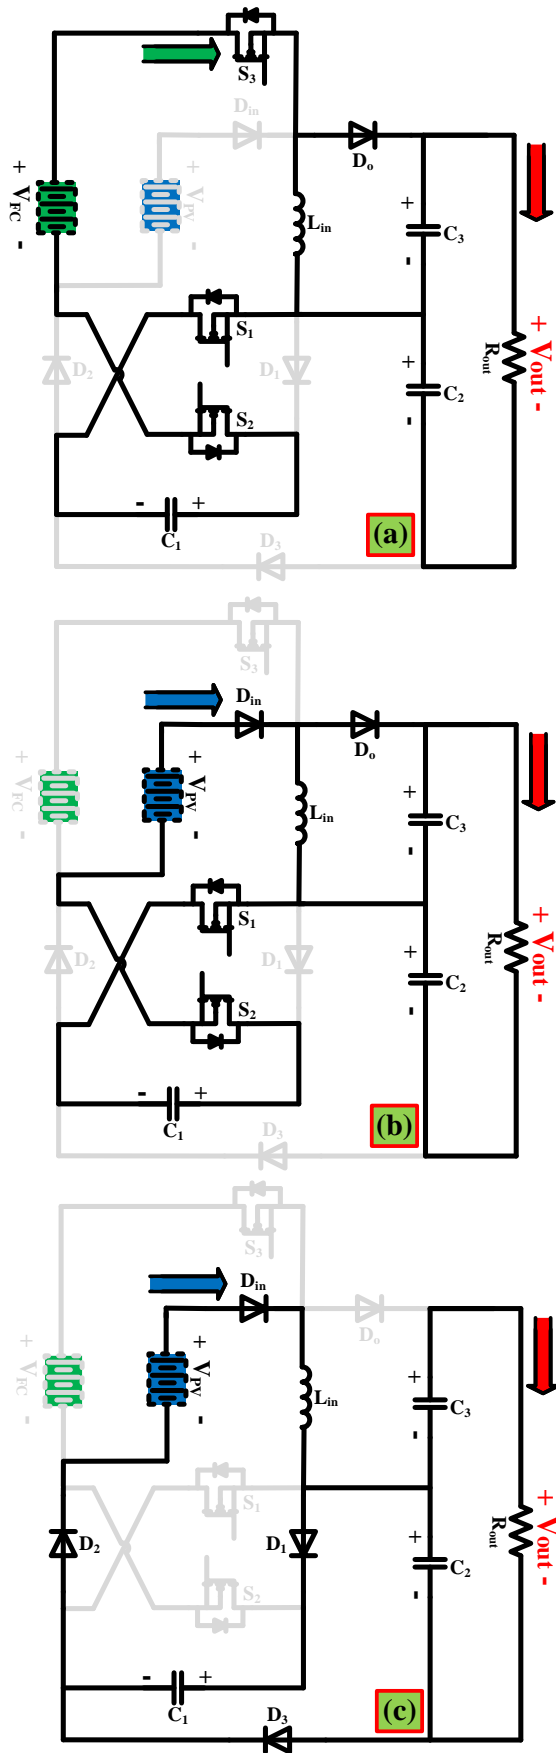 S3
Din
Do
+ VFC -
+ VPV -
Lin
+ C3 -
+ Vout -
Rout
S1
D2
D1
S2
+ C2 -
- C1 +
(a)
D3
S3
Din
Do
+ VFC -
+ VPV -
Lin
+ C3 -
+ Vout -
Rout
S1
D2
D1
S2
+ C2 -
- C1 +
(b)
D3
S3
Din
Do
+ VFC -
+ VPV -
Lin
+ C3 -
+ Vout -
Rout
S1
D2
D1
S2
+ C2 -
- C1 +
D3
(c)